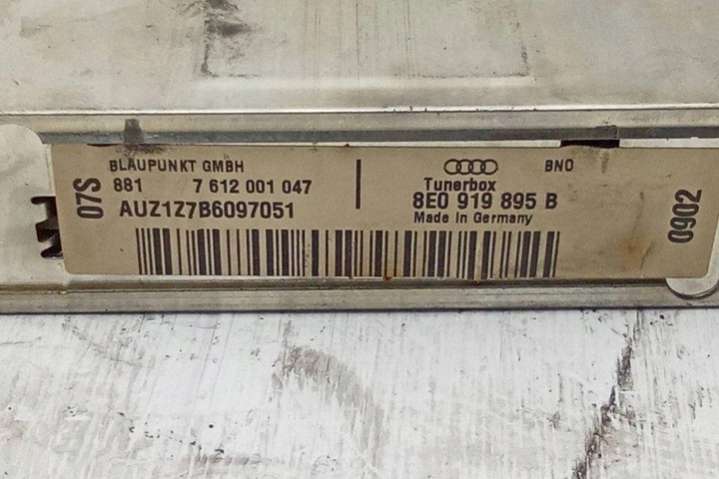 07S
BLAUPUNKT GMBH
881 7 612 001 047
AUZ1Z7B6097051
BNO
Tunerbox
8E0 919 895 B
Made in Germany
0902